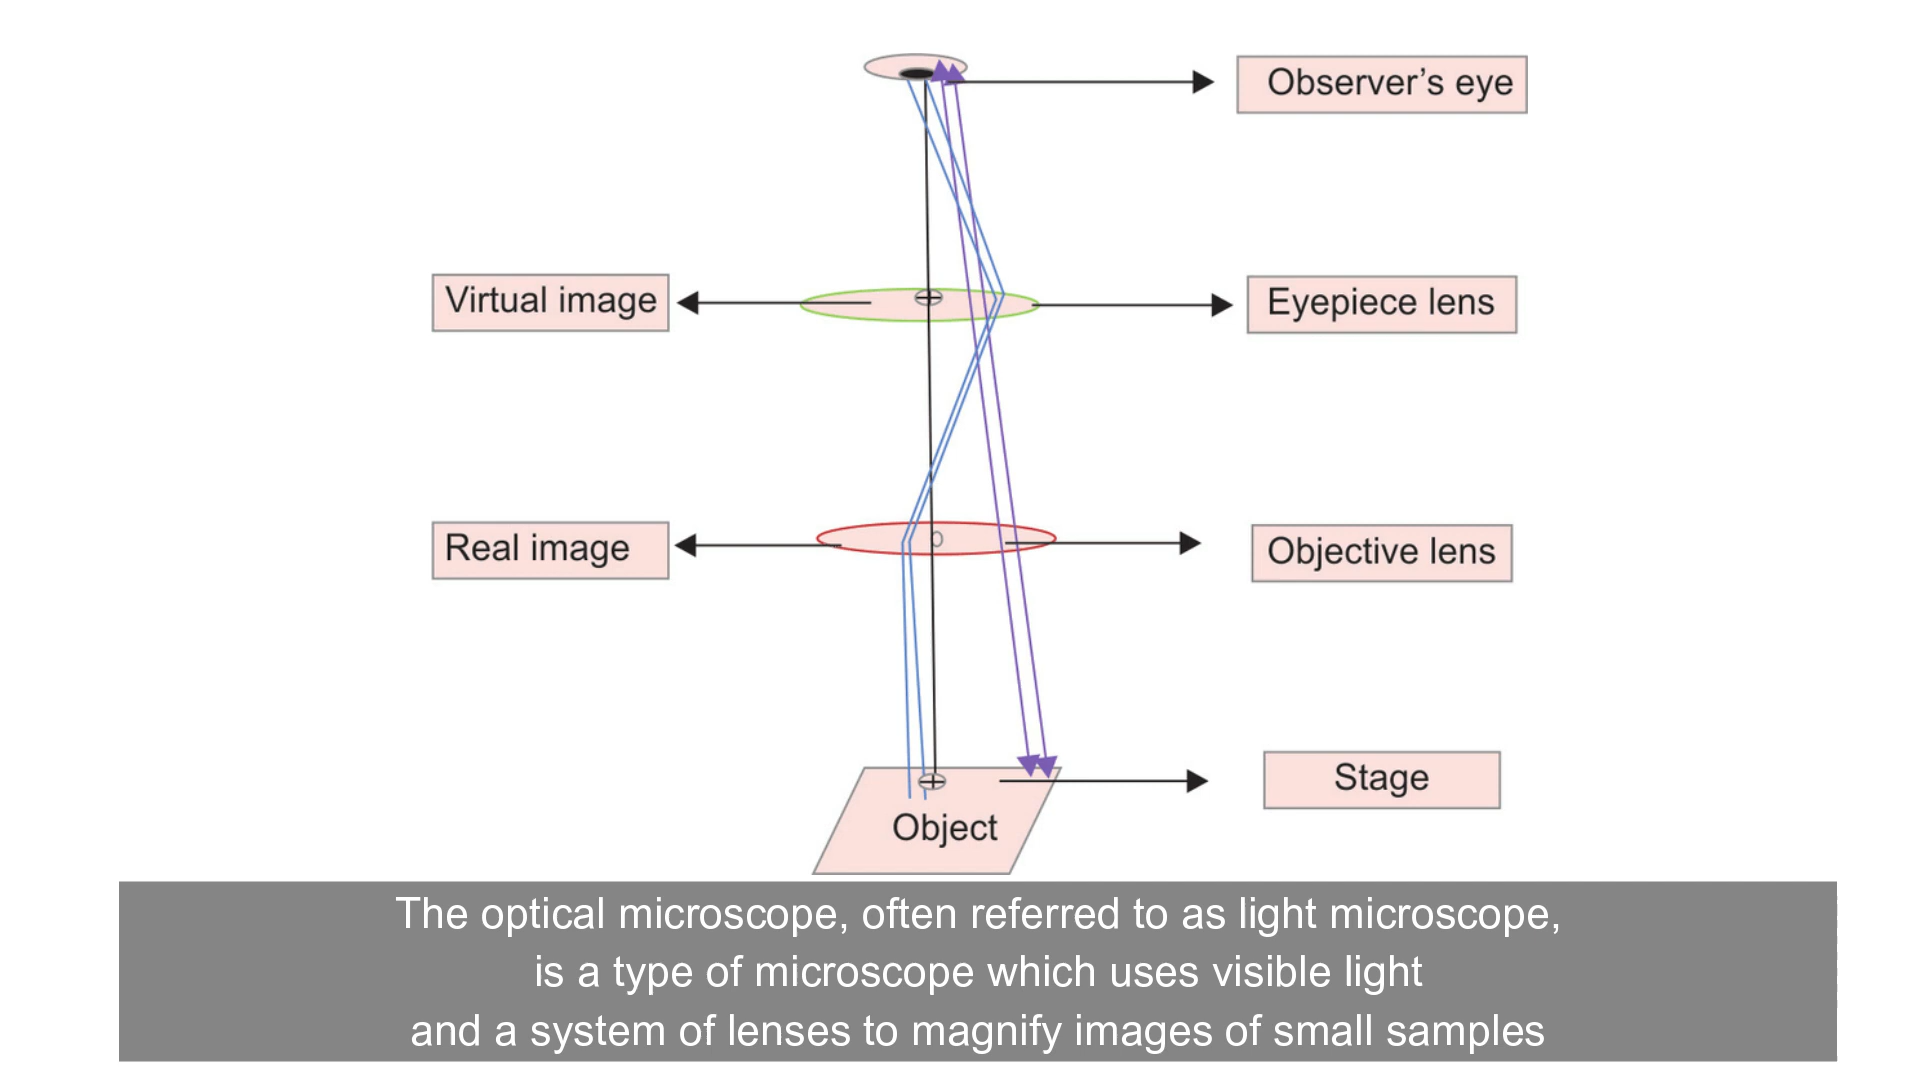 Observer’s eye
Virtual image
Eyepiece lens
Real image
0
Objective lens
Stage
Object
The optical microscope, often referred to as light microscope,
is a type of microscope which uses visible light
and a system of lenses to magnify images of small samples